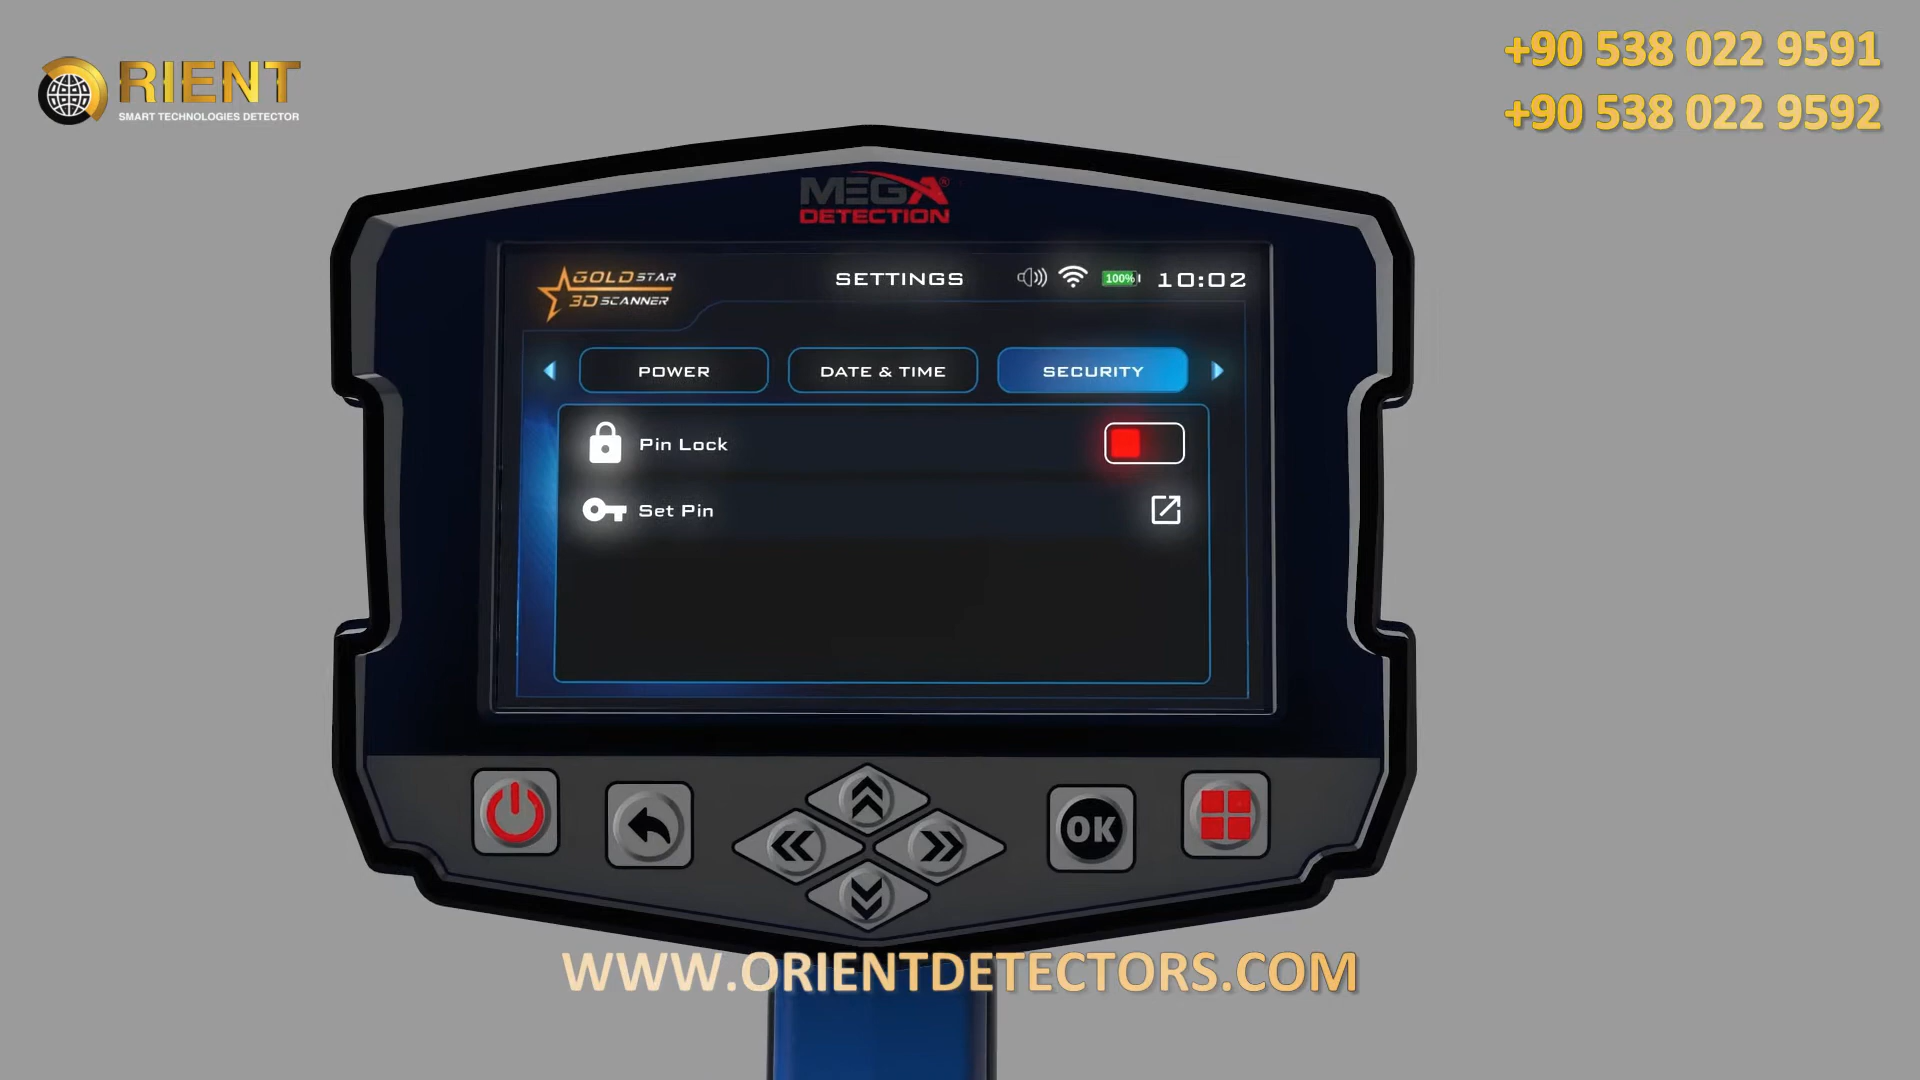 RIENT
SMART TECHNOLOGIES DETECTOR
+90 538 022 9591
+90 538 022 9592
MEGA®
DETECTION
GOLD STAR
3D SCANNER
SETTINGS
100%
10:02
POWER
DATE & TIME
SECURITY
Pin Lock
Set Pin
OK
WWW.ORIENTDETECTORS.COM